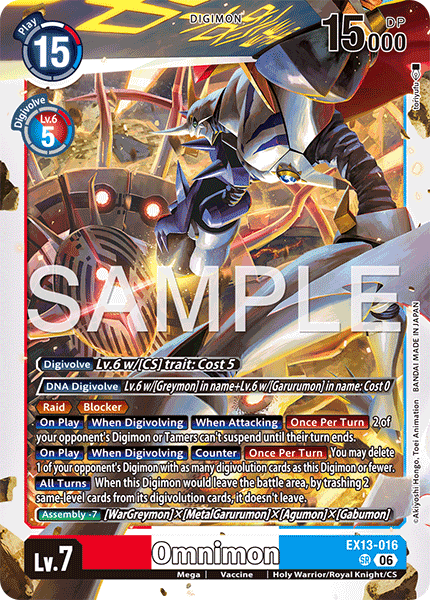 DIGIMON
Play
15
15000
DP
Digivolve
Lv.6
5
toriyufu
SAMPLE
Digivolve Lv.6 w/[CS] trait: Cost 5
DNA Digivolve Lv.6 w/[Greymon] in name+Lv.6 w/[Garurumon] in name: Cost 0
Raid Blocker
On Play When Digivolving When Attacking Once Per Turn 2 of
your opponent's Digimon or Tamers can't suspend until their turn ends.
On Play When Digivolving Counter Once Per Turn You may delete
1 of your opponent's Digimon with as many digivolution cards as this Digimon or fewer.
All Turns When this Digimon would leave the battle area, by trashing 2
same-level cards from its digivolution cards, it doesn't leave.
Assembly -7 [WarGreymon]×[MetalGarurumon]×[Agumon]×[Gabumon]
©Akiyoshi Hongo, Toei Animation BANDAI MADE IN JAPAN
Lv.7
Omnimon
EX13-016
SR 06
Mega Vaccine Holy Warrior/Royal Knight/CS